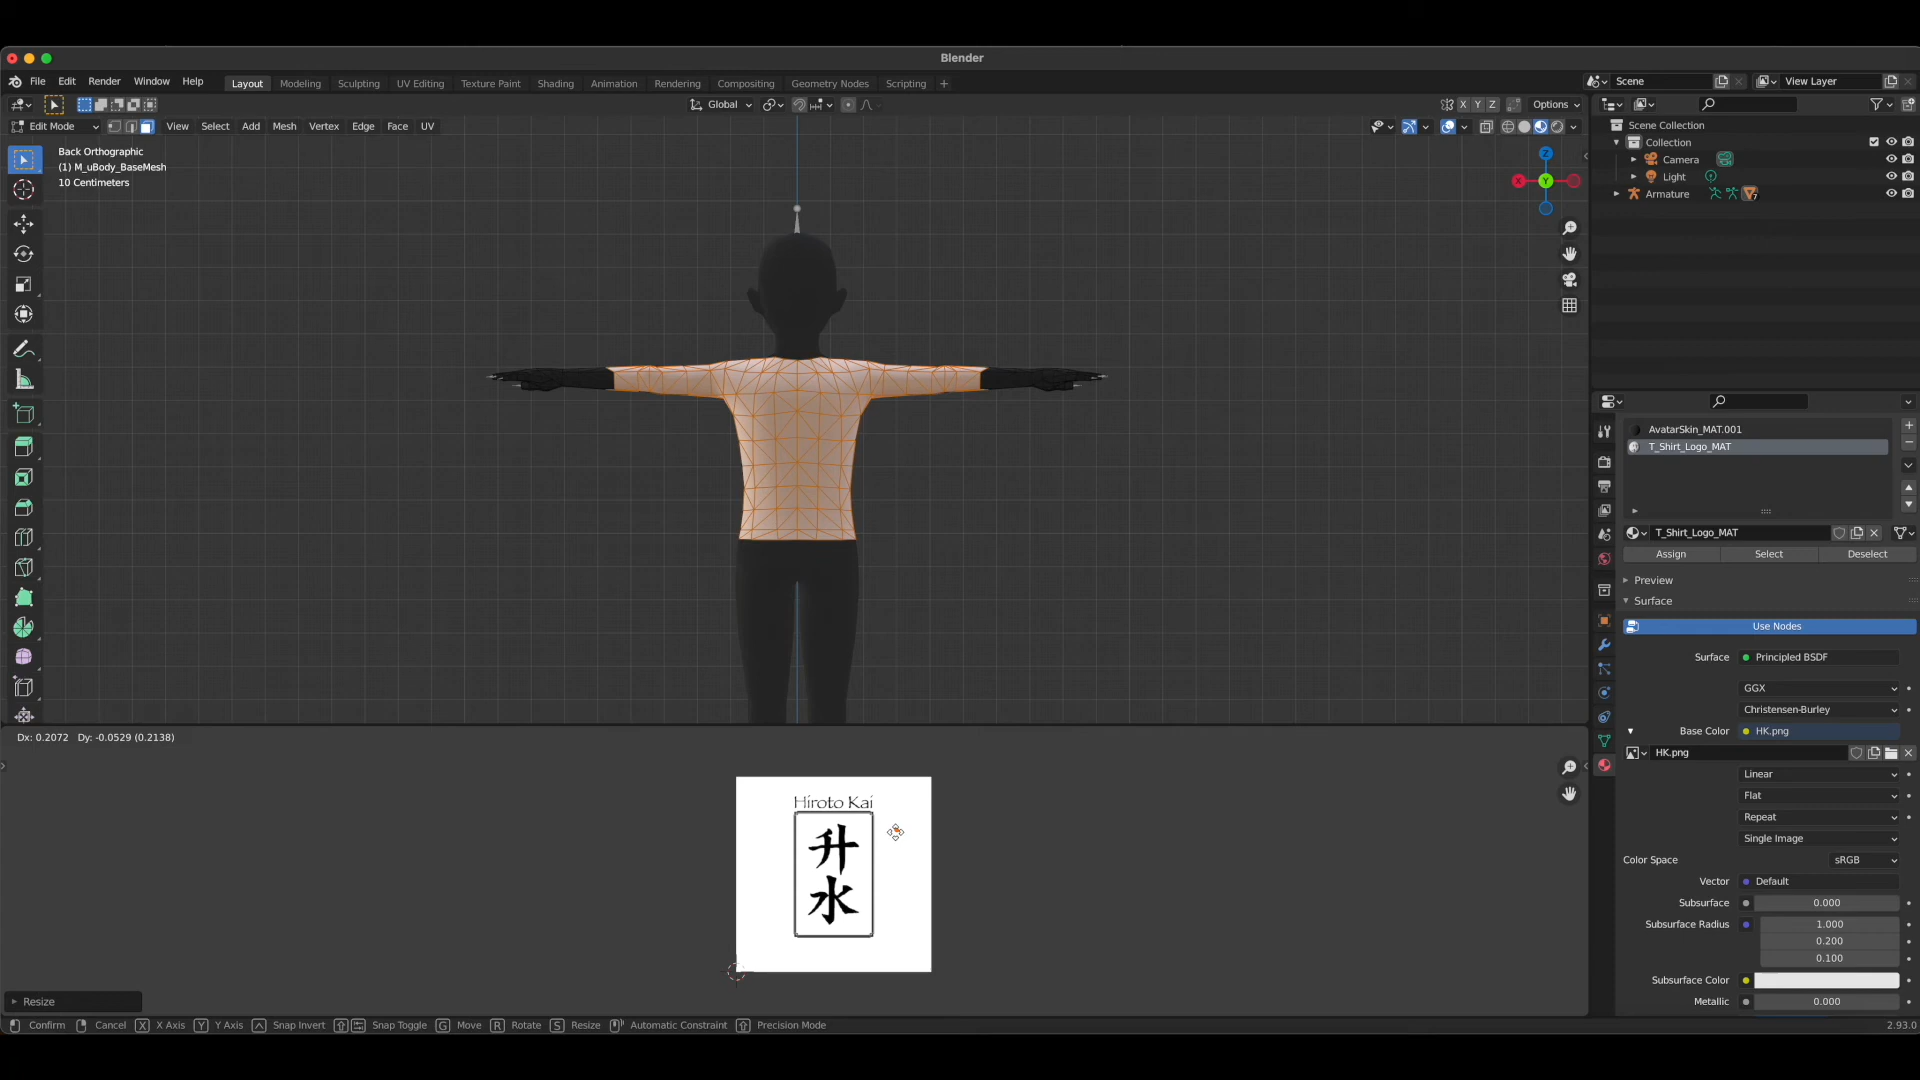 Blender
File Edit Render Window Help
Layout Modeling Sculpting UV Editing Texture Paint Shading Animation Rendering Compositing Geometry Nodes Scripting +
Scene
View Layer
Global
X Y Z
Options
Edit Mode
View Select Add Mesh Vertex Edge Face UV
Back Orthographic
(1) M_uBody_BaseMesh
10 Centimeters
Z
X
Y
Scene Collection
Collection
Camera
Light
Armature
7
AvatarSkin_MAT.001
T_Shirt_Logo_MAT
T_Shirt_Logo_MAT
Assign Select Deselect
Preview
Surface
Use Nodes
Surface Principled BSDF
GGX
Christensen-Burley
Base Color HK.png
HK.png
Linear
Flat
Repeat
Single Image
Color Space sRGB
Vector Default
Subsurface 0.000
Subsurface Radius 1.000
0.200
0.100
Subsurface Color
Metallic 0.000
Dx: 0.2072 Dy: -0.0529 (0.2138)
Hiroto Kai
升
水
Resize
Confirm Cancel X X Axis Y Y Axis Snap Invert Snap Toggle G Move R Rotate S Resize Automatic Constraint Precision Mode
2.93.0